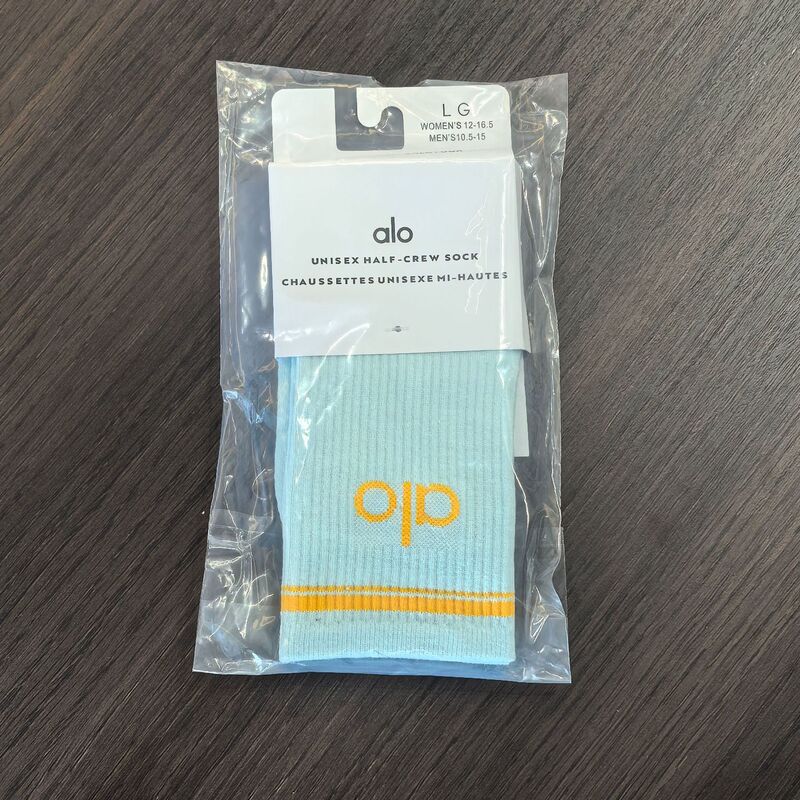 L G
WOMEN'S 12-16.5
MEN'S10.5-15
alo
UNISEX HALF-CREW SOCK
CHAUSSETTES UNISEXE MI-HAUTES
alo